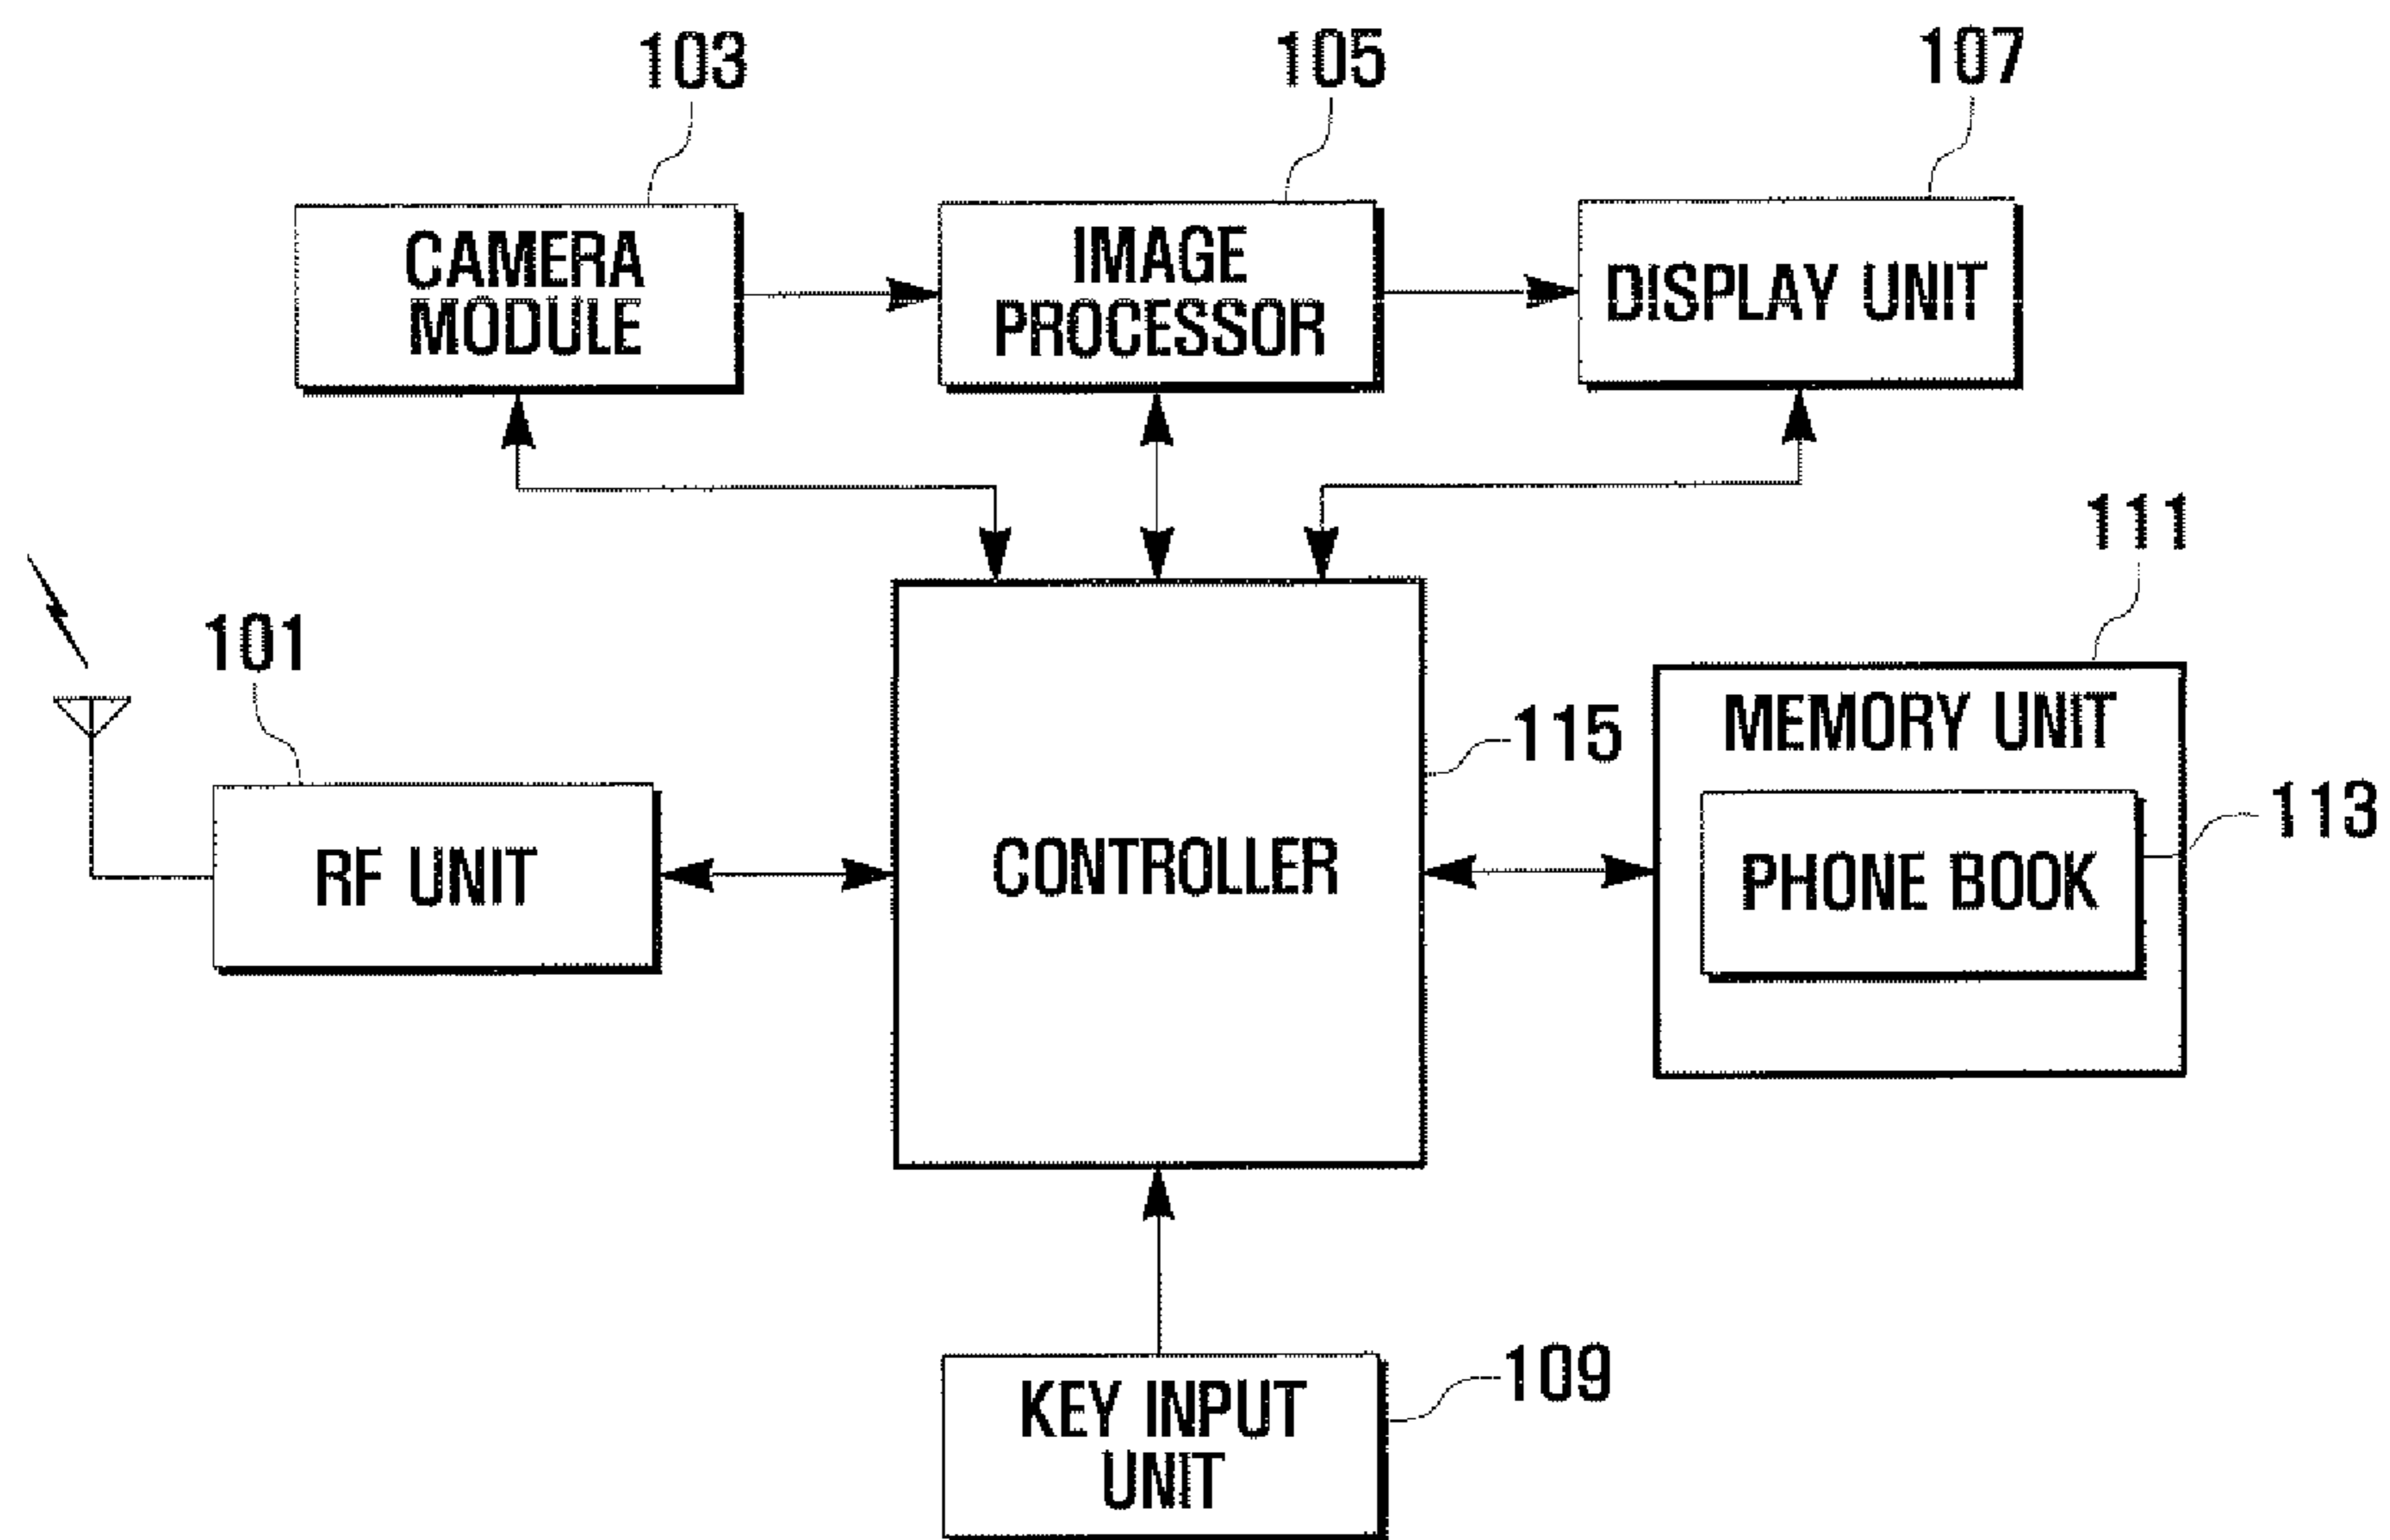 103
105
107
CAMERA
MODULE
IMAGE
PROCESSOR
DISPLAY UNIT
111
101
MEMORY UNIT
115
113
RF UNIT
CONTROLLER
PHONE BOOK
109
KEY INPUT
UNIT